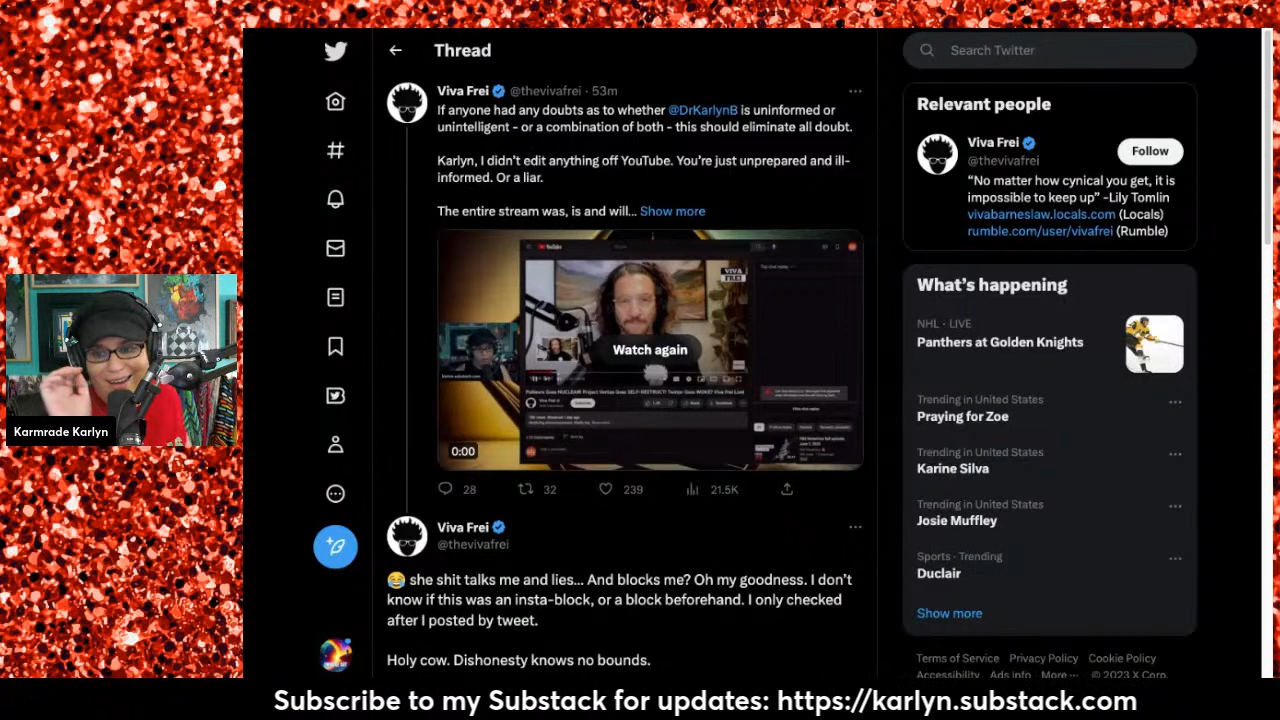 Thread
Search Twitter
Viva Frei @thevivafrei · 53m
If anyone had any doubts as to whether @DrKarlynB is uninformed or
unintelligent - or a combination of both - this should eliminate all doubt.
Karlyn, I didn't edit anything off YouTube. You're just unprepared and ill-
informed. Or a liar.
The entire stream was, is and will... Show more
YouTube
VIVA
FREI
Watch again
karlyn.substack.com
0:00
28
32
239
21.5K
Viva Frei
@thevivafrei
😂 she shit talks me and lies... And blocks me? Oh my goodness. I don't
know if this was an insta-block, or a block beforehand. I only checked
after I posted by tweet.
Holy cow. Dishonesty knows no bounds.
Relevant people
Viva Frei
@thevivafrei
Follow
"No matter how cynical you get, it is
impossible to keep up" -Lily Tomlin
vivabarneslaw.locals.com (Locals)
rumble.com/user/vivafrei (Rumble)
What's happening
NHL · LIVE
Panthers at Golden Knights
Trending in United States
Praying for Zoe
Trending in United States
Karine Silva
Trending in United States
Josie Muffley
Sports · Trending
Duclair
Show more
Terms of Service Privacy Policy Cookie Policy
Accessibility Ads info More ··· © 2023 X Corp.
Karmrade Karlyn
Subscribe to my Substack for updates: https://karlyn.substack.com